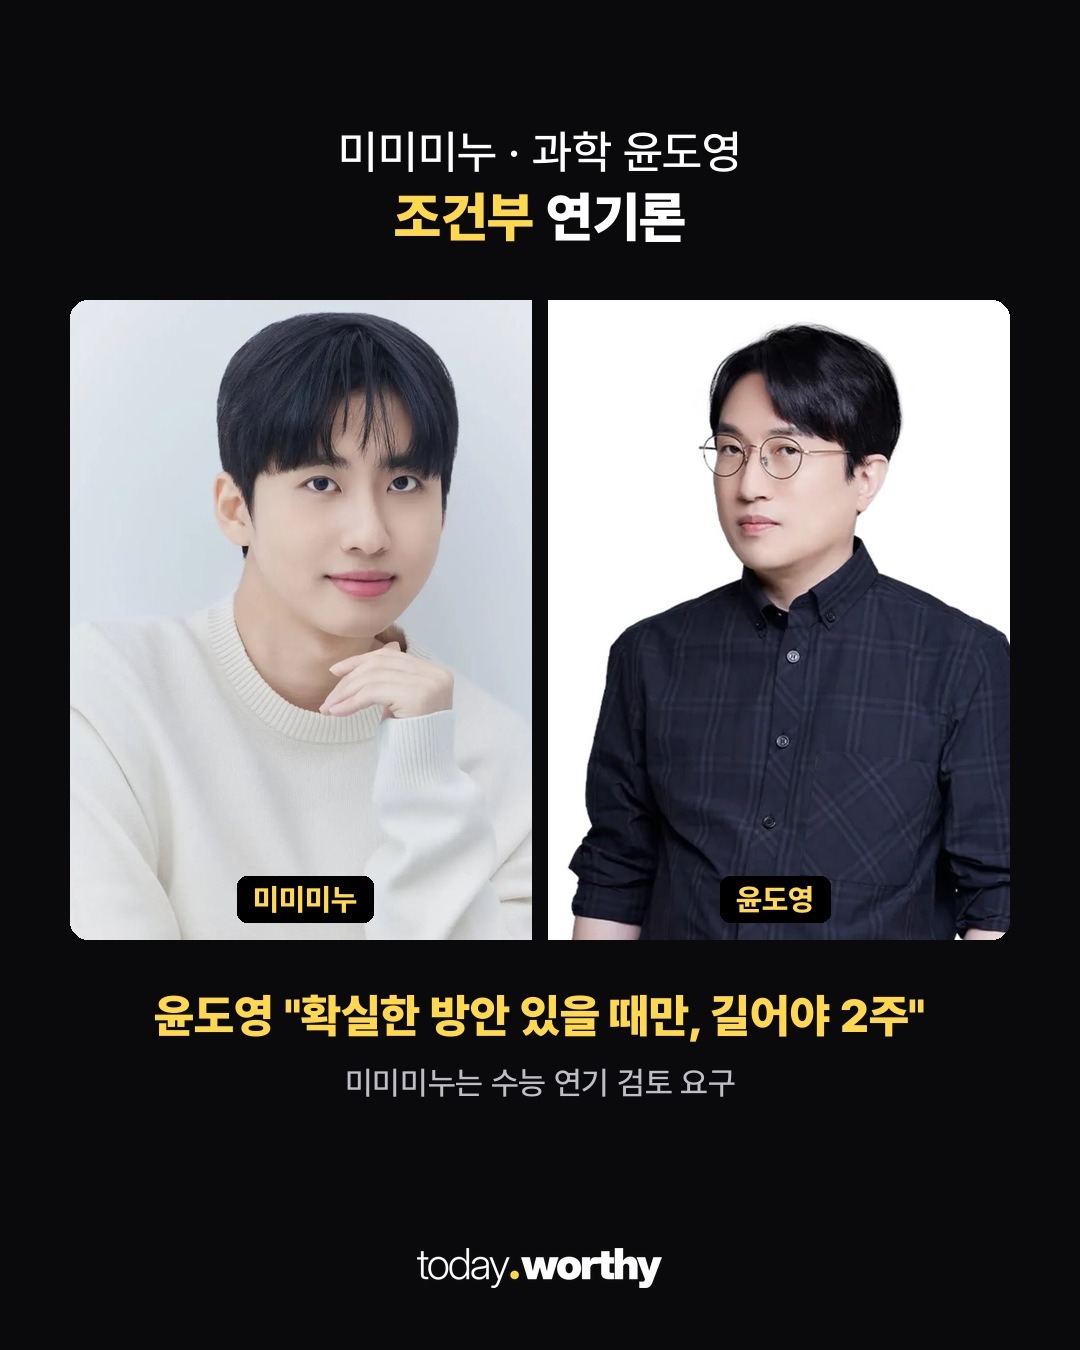 미미미누 · 과학 윤도영
조건부 연기론
미미미누
윤도영
윤도영 "확실한 방안 있을 때만, 길어야 2주"
미미미누는 수능 연기 검토 요구
today.worthy